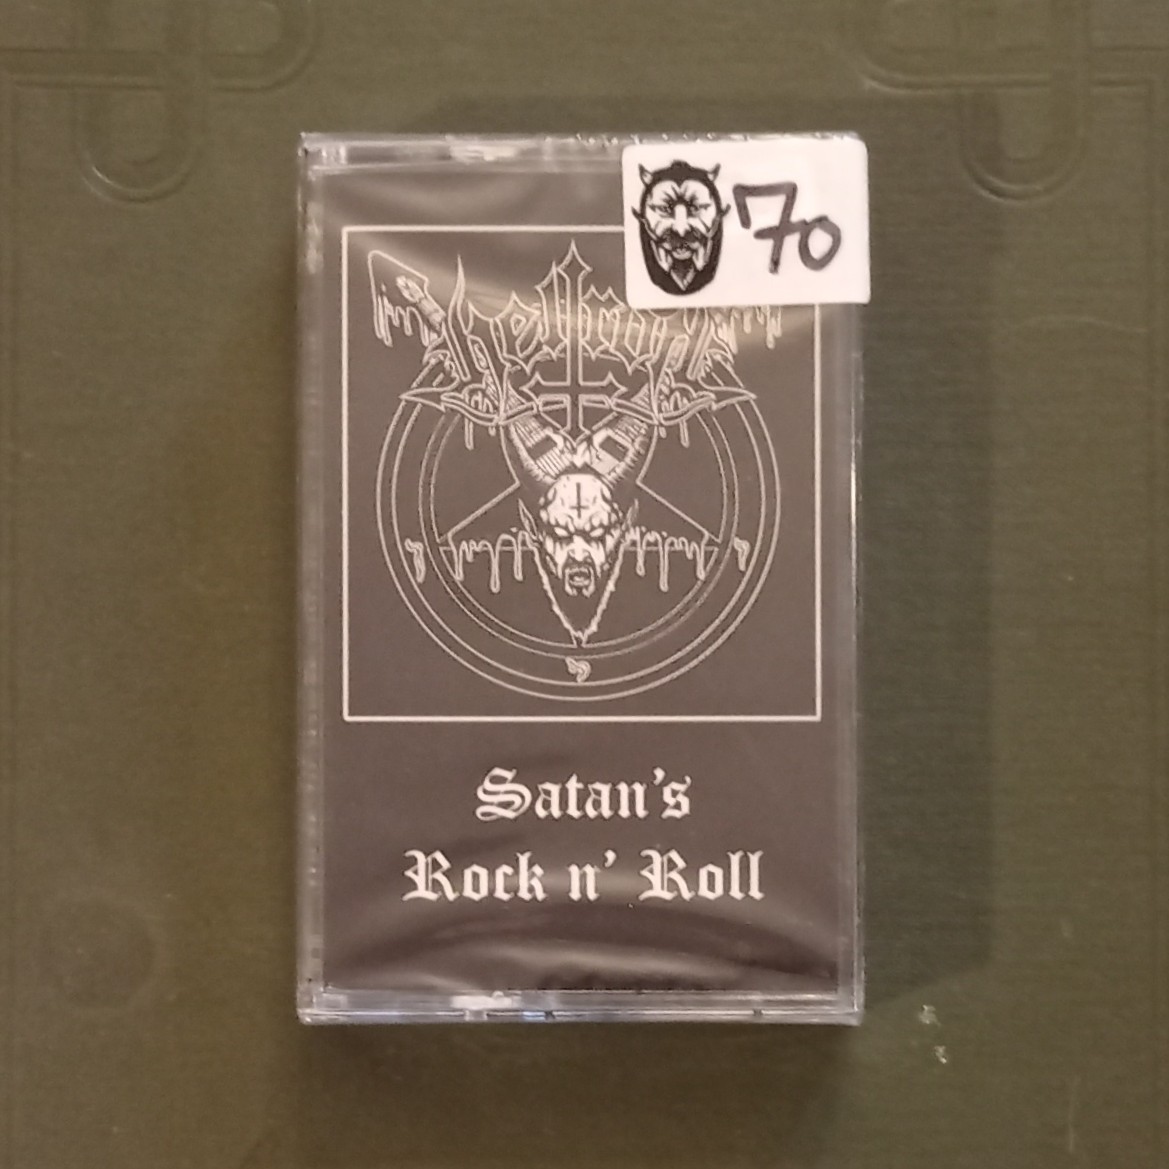 70
Satan's
Rock n' Roll